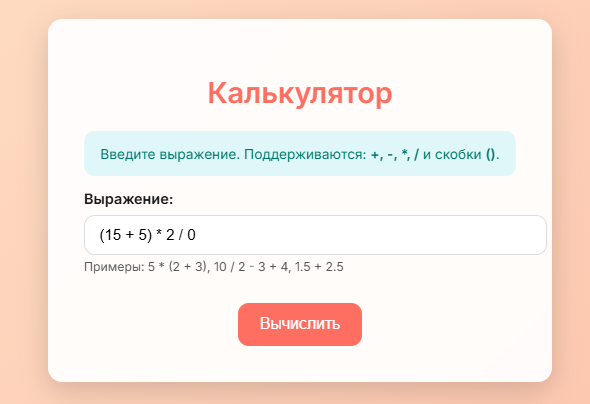 Калькулятор
Введите выражение. Поддерживаются: +, -, *, / и скобки ().
Выражение:
(15 + 5) * 2 / 0
Примеры: 5 * (2 + 3), 10 / 2 - 3 + 4, 1.5 + 2.5
Вычислить